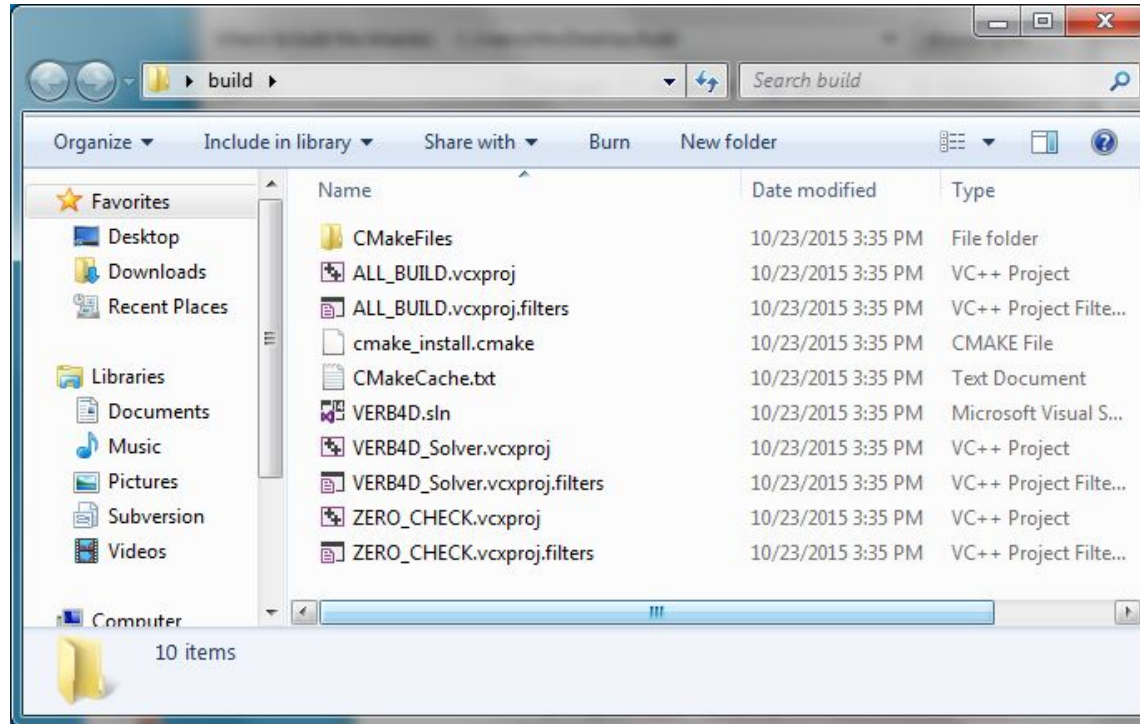 build
Search build
Organize Include in library Share with Burn New folder
Favorites
Desktop
Downloads
Recent Places
Libraries
Documents
Music
Pictures
Subversion
Videos
Computer
Name Date modified Type
CMakeFiles 10/23/2015 3:35 PM File folder
ALL_BUILD.vcxproj 10/23/2015 3:35 PM VC++ Project
ALL_BUILD.vcxproj.filters 10/23/2015 3:35 PM VC++ Project Filte...
cmake_install.cmake 10/23/2015 3:35 PM CMAKE File
CMakeCache.txt 10/23/2015 3:35 PM Text Document
VERB4D.sln 10/23/2015 3:35 PM Microsoft Visual S...
VERB4D_Solver.vcxproj 10/23/2015 3:35 PM VC++ Project
VERB4D_Solver.vcxproj.filters 10/23/2015 3:35 PM VC++ Project Filte...
ZERO_CHECK.vcxproj 10/23/2015 3:35 PM VC++ Project
ZERO_CHECK.vcxproj.filters 10/23/2015 3:35 PM VC++ Project Filte...
10 items